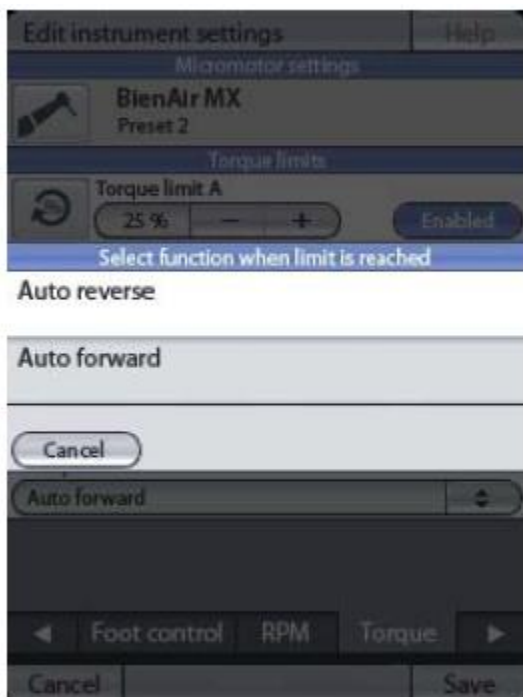 Edit instrument settings Help
Micromotor settings
BienAir MX
Preset 2
Torque limits
Torque limit A
25 % − + Enabled
Select function when limit is reached
Auto reverse
Auto forward
Cancel
Auto forward
Foot control RPM Torque
Cancel Save